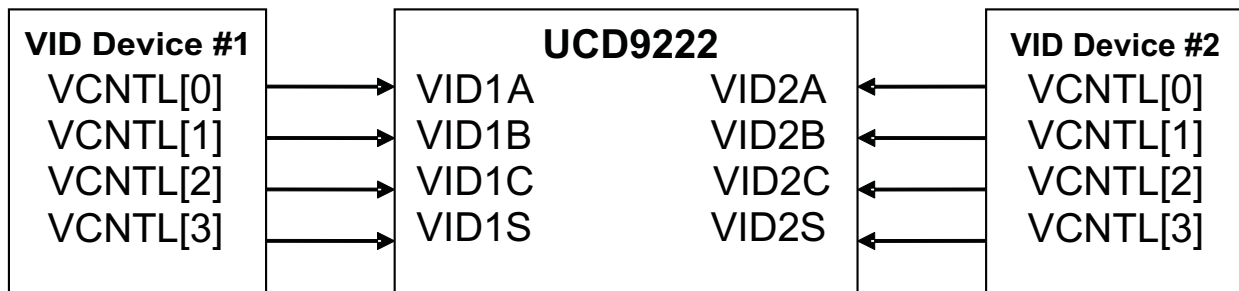 VID Device #1
VCNTL[0]
VCNTL[1]
VCNTL[2]
VCNTL[3]
UCD9222
VID1A VID2A
VID1B VID2B
VID1C VID2C
VID1S VID2S
VID Device #2
VCNTL[0]
VCNTL[1]
VCNTL[2]
VCNTL[3]